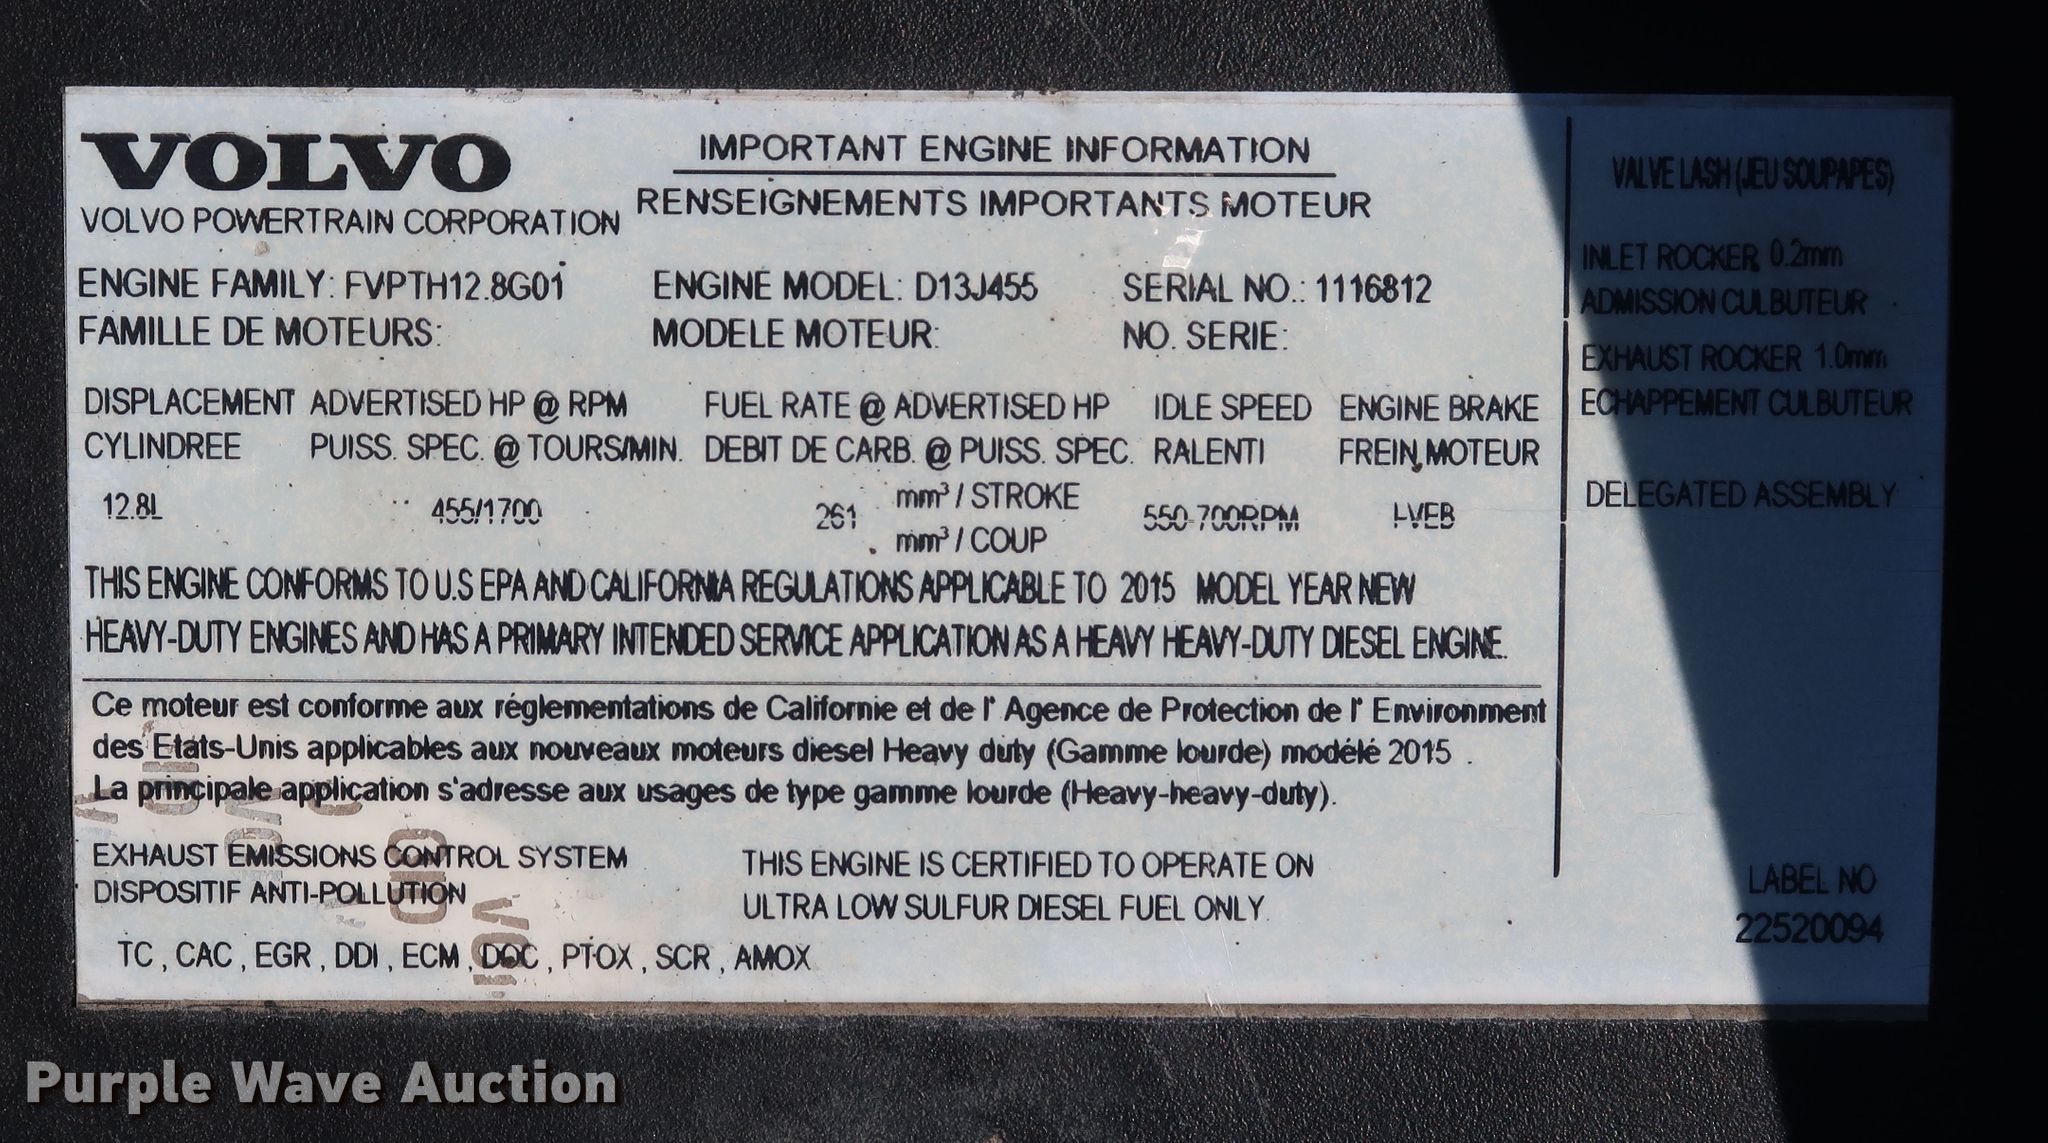 VOLVO
VOLVO POWERTRAIN CORPORATION
IMPORTANT ENGINE INFORMATION
RENSEIGNEMENTS IMPORTANTS MOTEUR
ENGINE FAMILY: FVPTH12.8G01 ENGINE MODEL: D13J455 SERIAL NO.: 1116812
FAMILLE DE MOTEURS: MODELE MOTEUR: NO. SERIE:
DISPLACEMENT ADVERTISED HP @ RPM FUEL RATE @ ADVERTISED HP IDLE SPEED ENGINE BRAKE
CYLINDREE PUISS. SPEC. @ TOURS/MIN. DEBIT DE CARB. @ PUISS. SPEC. RALENTI FREIN MOTEUR
12.8L 455/1700 261 mm³ / STROKE 550-700RPM I-VEB
mm³ / COUP
THIS ENGINE CONFORMS TO U.S EPA AND CALIFORNIA REGULATIONS APPLICABLE TO 2015 MODEL YEAR NEW
HEAVY-DUTY ENGINES AND HAS A PRIMARY INTENDED SERVICE APPLICATION AS A HEAVY HEAVY-DUTY DIESEL ENGINE.
Ce moteur est conforme aux réglementations de Californie et de l' Agence de Protection de l' Environment
des Etats-Unis applicables aux nouveaux moteurs diesel Heavy duty (Gamme lourde) modélé 2015 .
La principale application s'adresse aux usages de type gamme lourde (Heavy-heavy-duty).
EXHAUST EMISSIONS CONTROL SYSTEM
DISPOSITIF ANTI-POLLUTION
TC , CAC , EGR , DDI , ECM , DOC , PTOX , SCR , AMOX
THIS ENGINE IS CERTIFIED TO OPERATE ON
ULTRA LOW SULFUR DIESEL FUEL ONLY.
VALVE LASH (JEU SOUPAPES)
INLET ROCKER 0.2mm
ADMISSION CULBUTEUR
EXHAUST ROCKER 1.0mm
ECHAPPEMENT CULBUTEUR
DELEGATED ASSEMBLY
LABEL NO
22520094
Purple Wave Auction